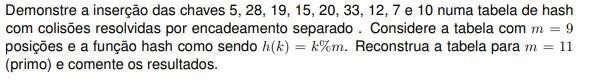 Demonstre a inserção das chaves 5, 28, 19, 15, 20, 33, 12, 7 e 10 numa tabela de hash
com colisões resolvidas por encadeamento separado . Considere a tabela com m = 9
posições e a função hash como sendo h(k) = k%m. Reconstrua a tabela para m = 11
(primo) e comente os resultados.